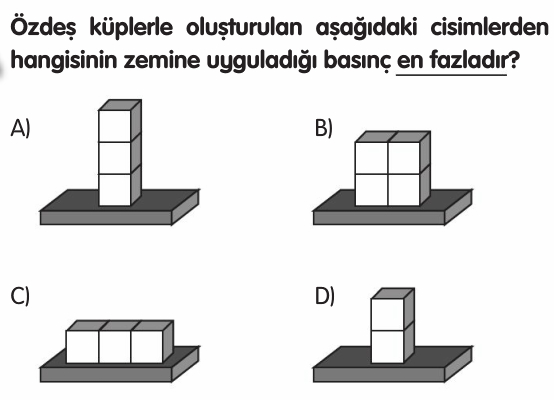 Özdeş küplerle oluşturulan aşağıdaki cisimlerden
hangisinin zemine uyguladığı basınç en fazladır?
A)
B)
C)
D)